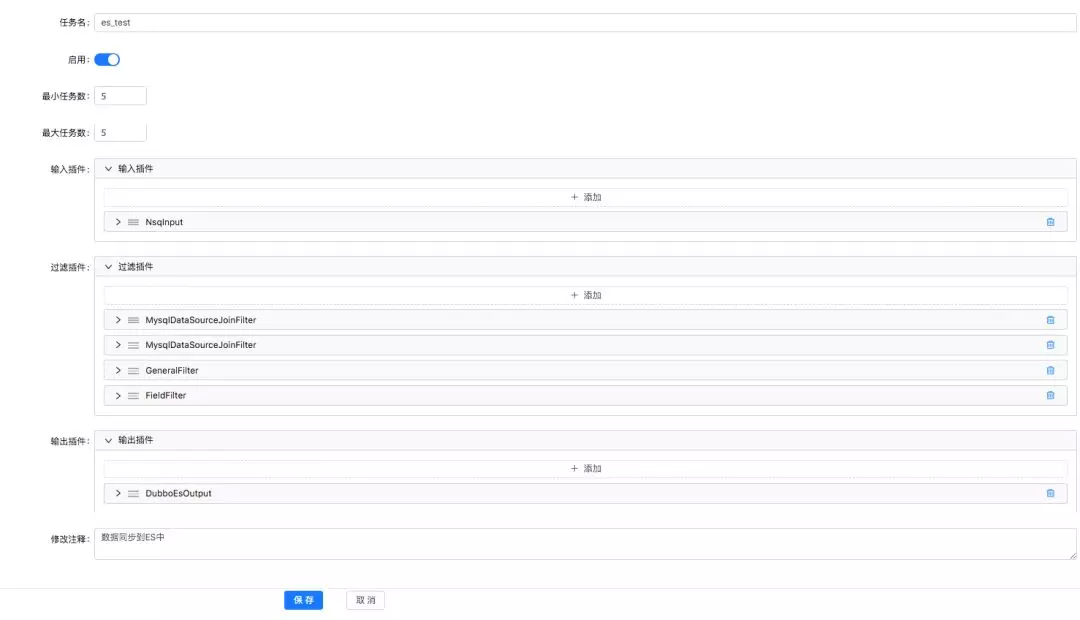 任务名: es_test
启用:
最小任务数: 5
最大任务数: 5
输入插件: 输入插件
+ 添加
NsqInput
过滤插件: 过滤插件
+ 添加
MysqlDataSourceJoinFilter
MysqlDataSourceJoinFilter
GeneralFilter
FieldFilter
输出插件: 输出插件
+ 添加
DubboEsOutput
修改注释: 数据同步到ES中
保存 取消